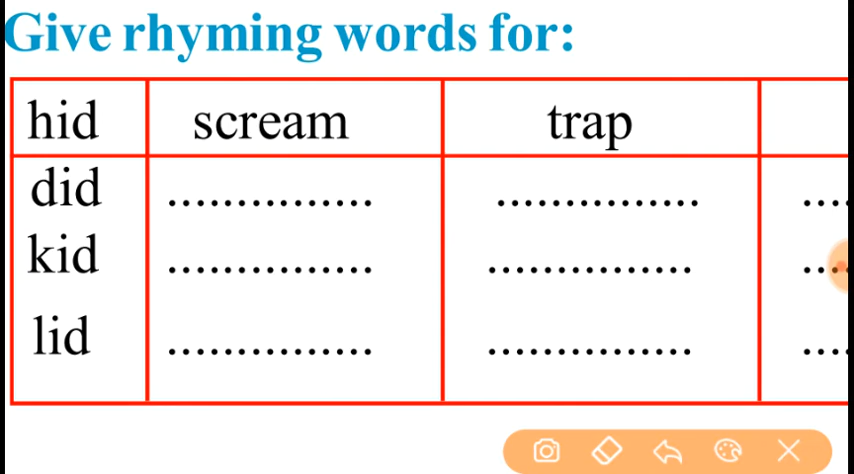 Give rhyming words for:
hid scream trap
did ............... ............... ....
kid ............... ............... ....
lid ............... ............... ....